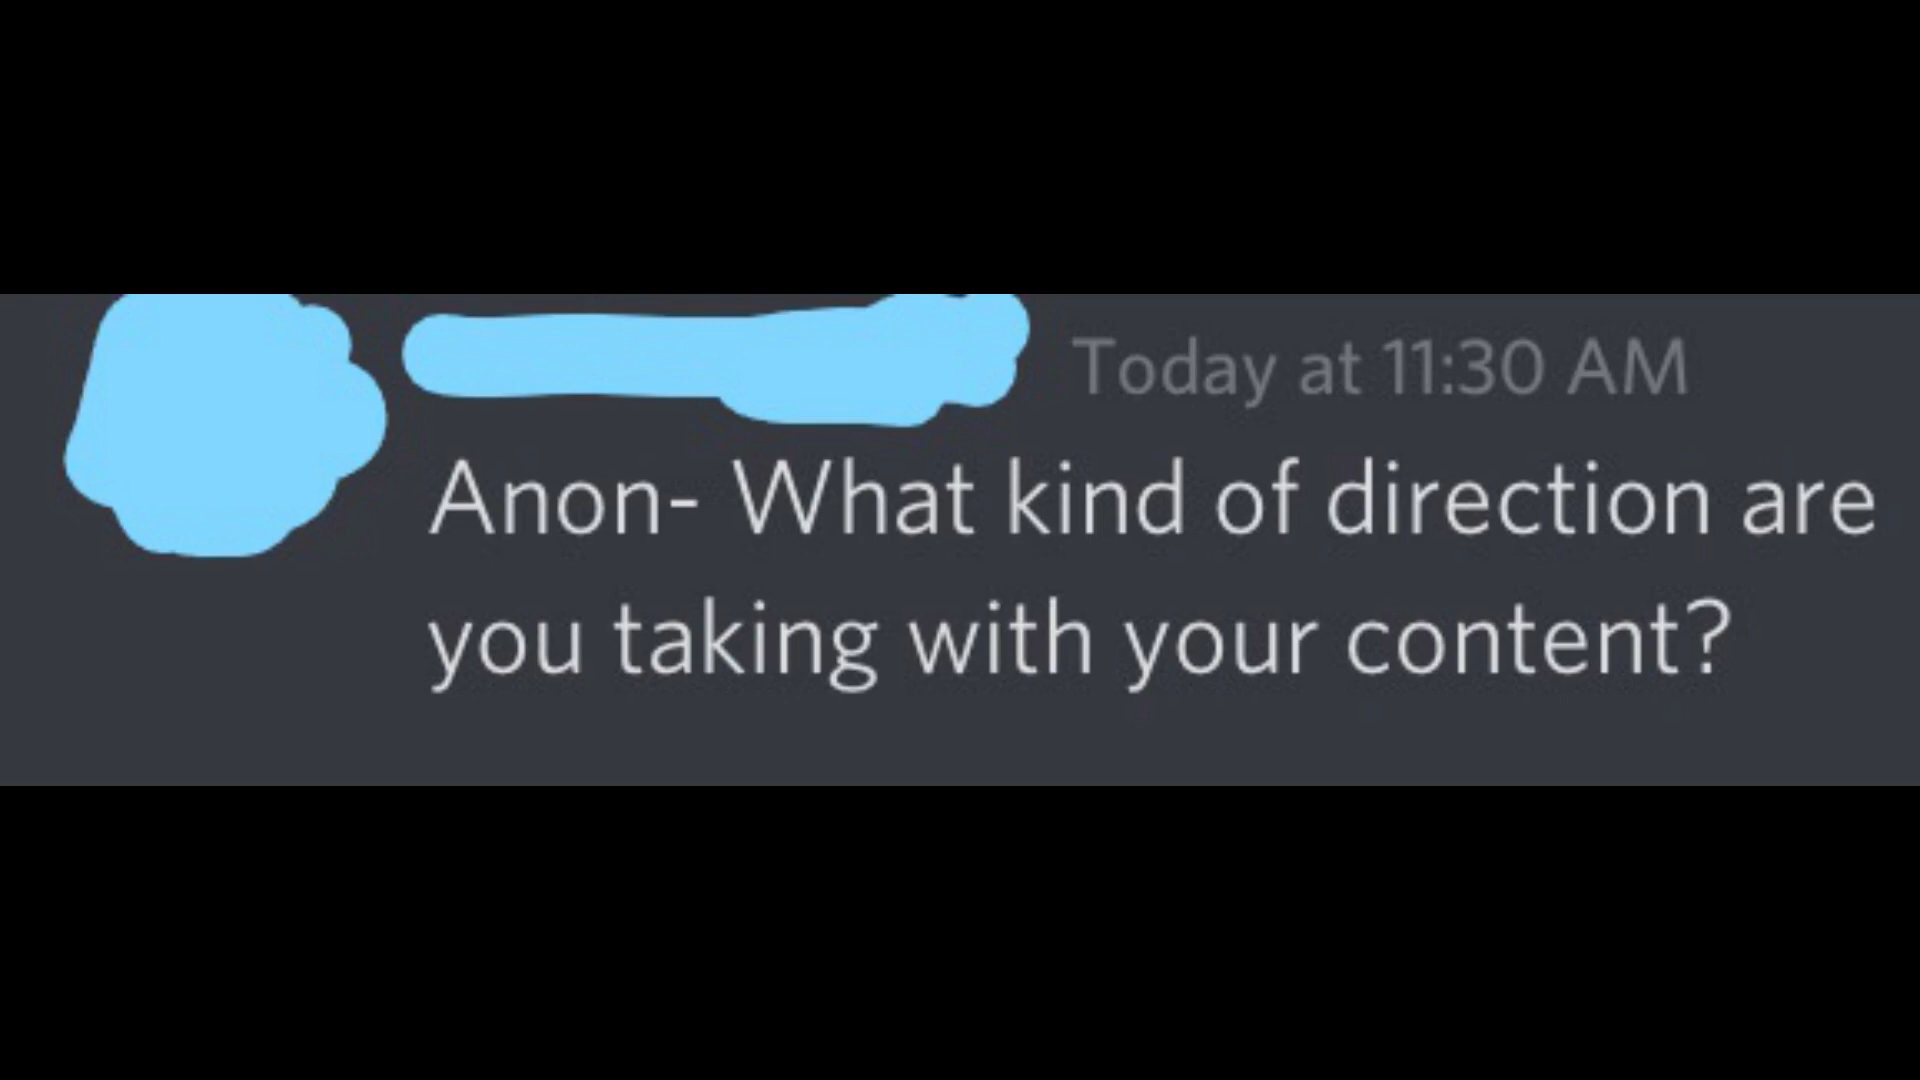 Today at 11:30 AM
Anon- What kind of direction are
you taking with your content?